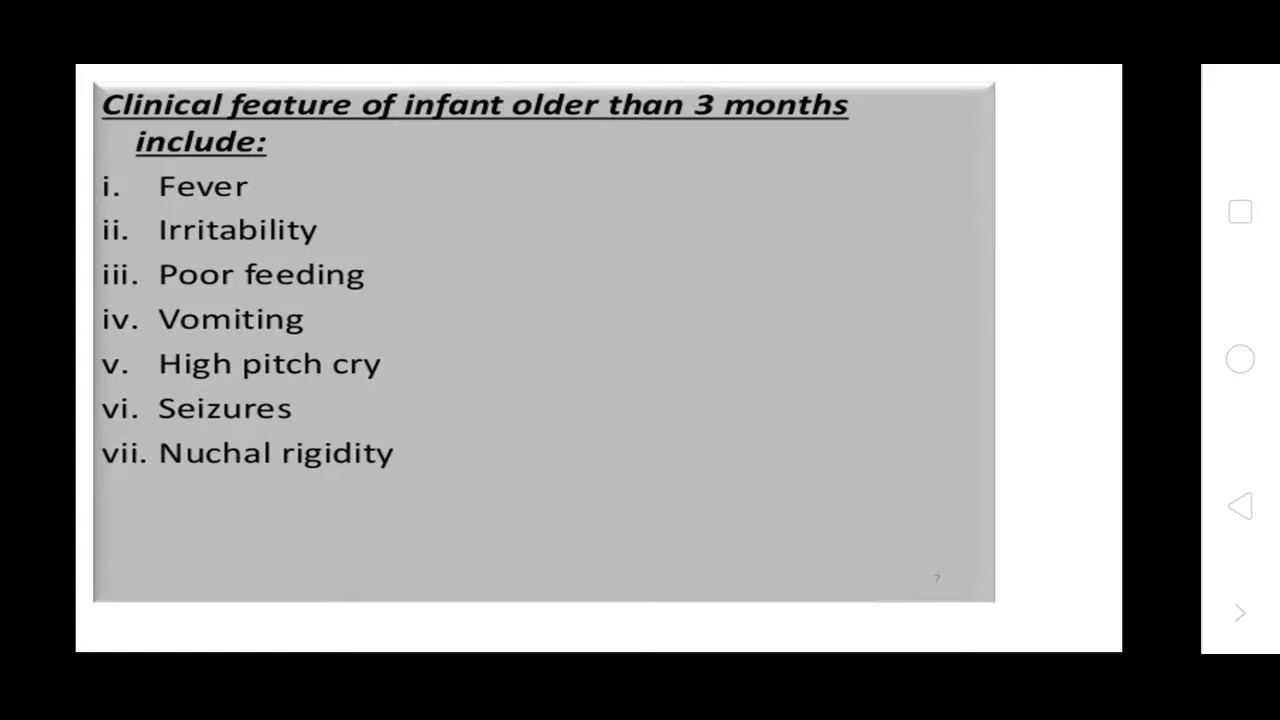 Clinical feature of infant older than 3 months
include:
i. Fever
ii. Irritability
iii. Poor feeding
iv. Vomiting
v. High pitch cry
vi. Seizures
vii. Nuchal rigidity
7